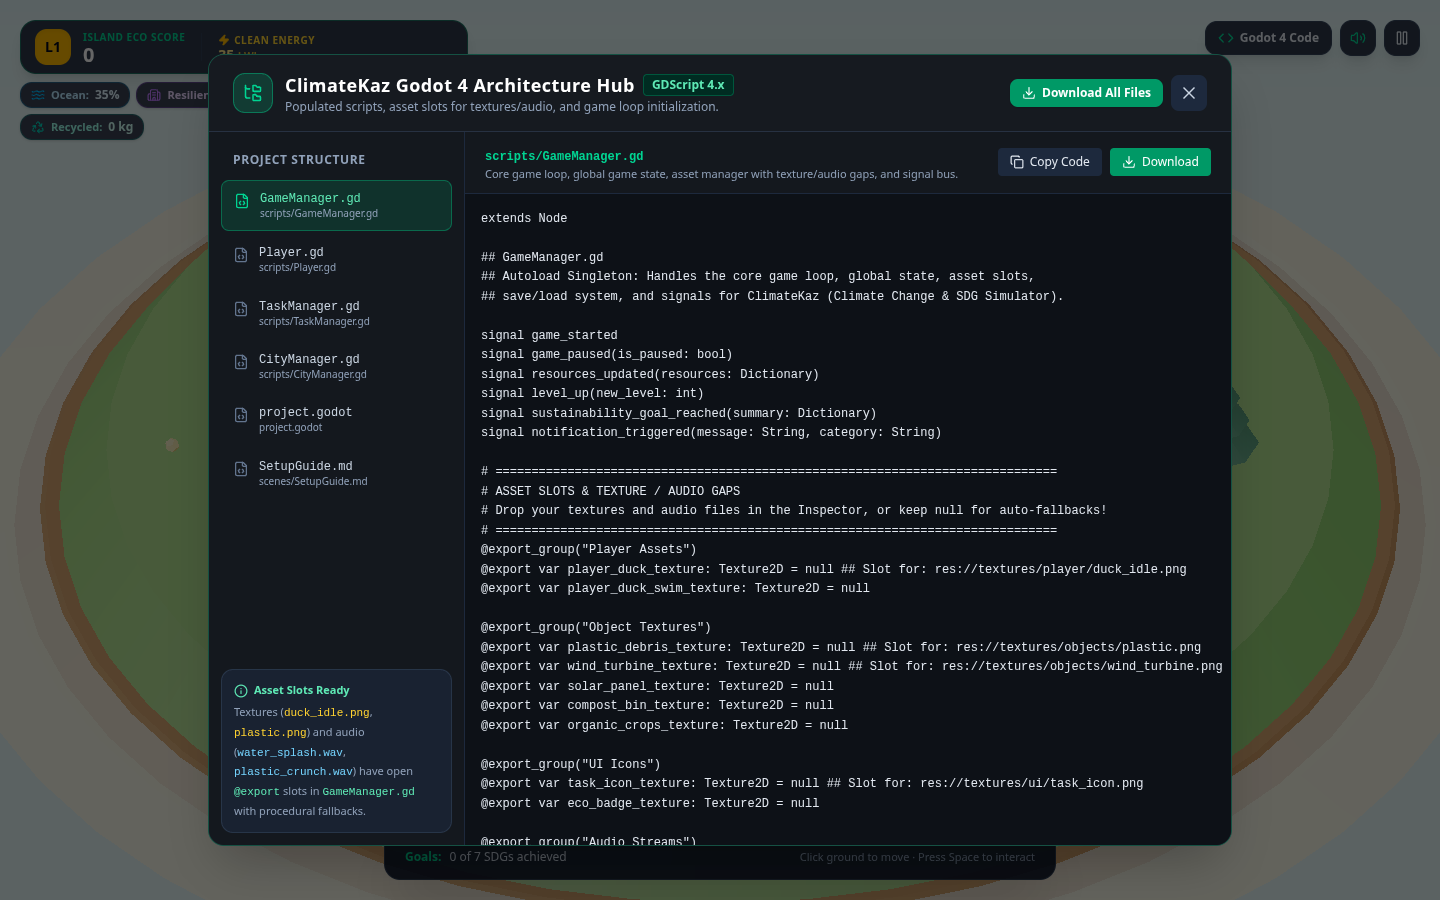 L1
ISLAND ECO SCORE
0
CLEAN ENERGY
Ocean: 35%
Recycled: 0 kg
Godot 4 Code
ClimateKaz Godot 4 Architecture Hub
GDScript 4.x
Populated scripts, asset slots for textures/audio, and game loop initialization.
Download All Files
PROJECT STRUCTURE
GameManager.gd
scripts/GameManager.gd
Player.gd
scripts/Player.gd
TaskManager.gd
scripts/TaskManager.gd
CityManager.gd
scripts/CityManager.gd
project.godot
project.godot
SetupGuide.md
scenes/SetupGuide.md
Asset Slots Ready
Textures (duck_idle.png,
plastic.png) and audio
(water_splash.wav,
plastic_crunch.wav) have open
@export slots in GameManager.gd
with procedural fallbacks.
scripts/GameManager.gd
Core game loop, global game state, asset manager with texture/audio gaps, and signal bus.
Copy Code
Download
extends Node
## GameManager.gd
## Autoload Singleton: Handles the core game loop, global state, asset slots,
## save/load system, and signals for ClimateKaz (Climate Change & SDG Simulator).
signal game_started
signal game_paused(is_paused: bool)
signal resources_updated(resources: Dictionary)
signal level_up(new_level: int)
signal sustainability_goal_reached(summary: Dictionary)
signal notification_triggered(message: String, category: String)
# ==============================================================================
# ASSET SLOTS & TEXTURE / AUDIO GAPS
# Drop your textures and audio files in the Inspector, or keep null for auto-fallbacks!
# ==============================================================================
@export_group("Player Assets")
@export var player_duck_texture: Texture2D = null ## Slot for: res://textures/player/duck_idle.png
@export var player_duck_swim_texture: Texture2D = null
@export_group("Object Textures")
@export var plastic_debris_texture: Texture2D = null ## Slot for: res://textures/objects/plastic.png
@export var wind_turbine_texture: Texture2D = null ## Slot for: res://textures/objects/wind_turbine.png
@export var solar_panel_texture: Texture2D = null
@export var compost_bin_texture: Texture2D = null
@export var organic_crops_texture: Texture2D = null
@export_group("UI Icons")
@export var task_icon_texture: Texture2D = null ## Slot for: res://textures/ui/task_icon.png
@export var eco_badge_texture: Texture2D = null
@export_group("Audio Streams")
Goals: 0 of 7 SDGs achieved
Click ground to move · Press Space to interact